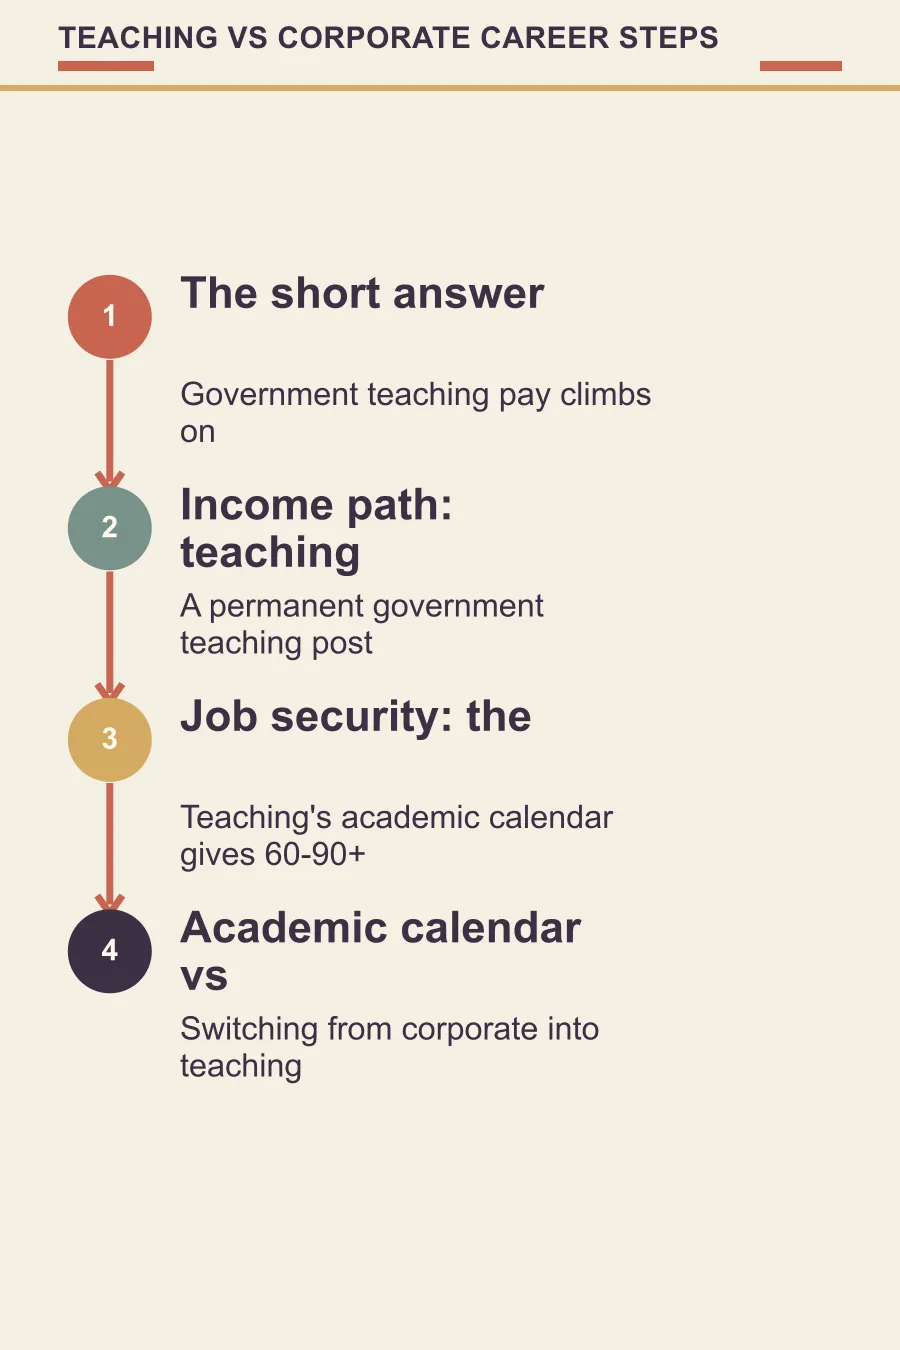 TEACHING VS CORPORATE CAREER STEPS
1
The short answer
Government teaching pay climbs
on
2
Income path:
teaching
A permanent government
teaching post
3
Job security: the
Teaching's academic calendar
gives 60-90+
4
Academic calendar
vs
Switching from corporate into
teaching